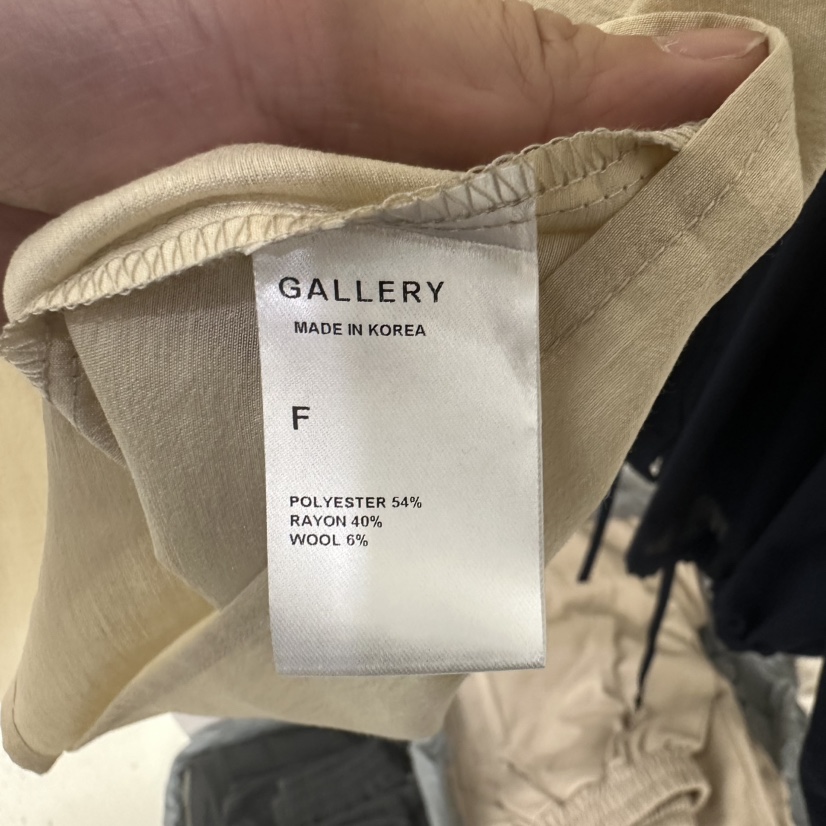 GALLERY
MADE IN KOREA
F
POLYESTER 54%
RAYON 40%
WOOL 6%